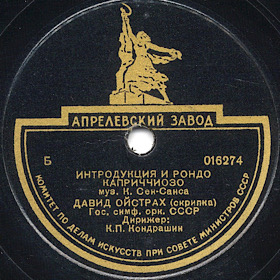 АПРЕЛЕВСКИЙ ЗАВОД
Б 016274
ИНТРОДУКЦИЯ И РОНДО
КАПРИЧЧИОЗО
муз. К. Сен-Санса
ДАВИД ОЙСТРАХ (скрипка)
Гос. симф. орк. СССР
Дирижер:
К.П. Кондрашин
КОМИТЕТ ПО ДЕЛАМ ИСКУССТВ ПРИ СОВЕТЕ МИНИСТРОВ СССР